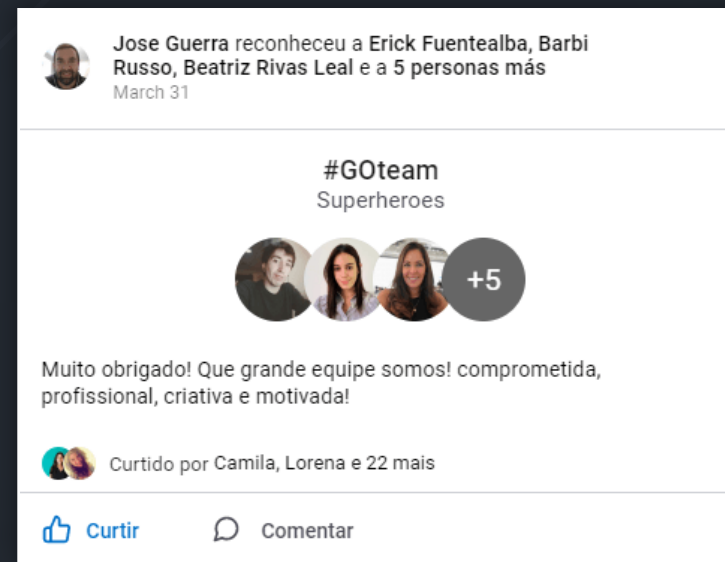 Jose Guerra reconheceu a Erick Fuentealba, Barbi
Russo, Beatriz Rivas Leal e a 5 personas más
March 31
#GOteam
Superheroes
+5
Muito obrigado! Que grande equipe somos! comprometida,
profissional, criativa e motivada!
Curtido por Camila, Lorena e 22 mais
Curtir Comentar